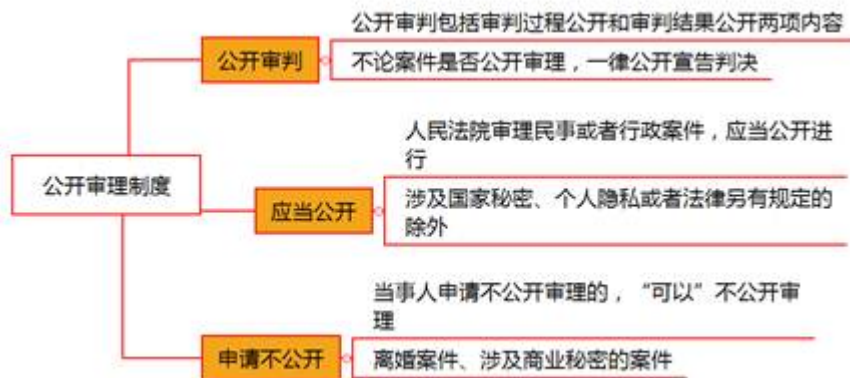 公开审判包括审判过程公开和审判结果公开两项内容
公开审判
不论案件是否公开审理，一律公开宣告判决
人民法院审理民事或者行政案件，应当公开进
行
公开审理制度
应当公开
涉及国家秘密、个人隐私或者法律另有规定的
除外
当事人申请不公开审理的，“可以”不公开审
理
申请不公开
离婚案件、涉及商业秘密的案件